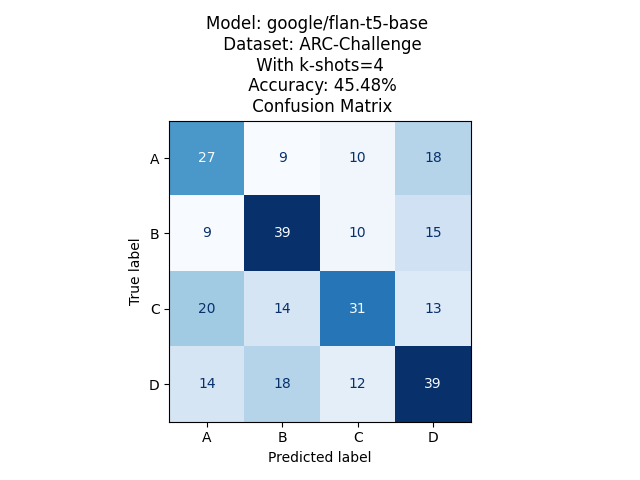 Model: google/flan-t5-base
Dataset: ARC-Challenge
With k-shots=4
Accuracy: 45.48%
Confusion Matrix
A 27 9 10 18
B 9 39 10 15
True label
C 20 14 31 13
D 14 18 12 39
A B C D
Predicted label